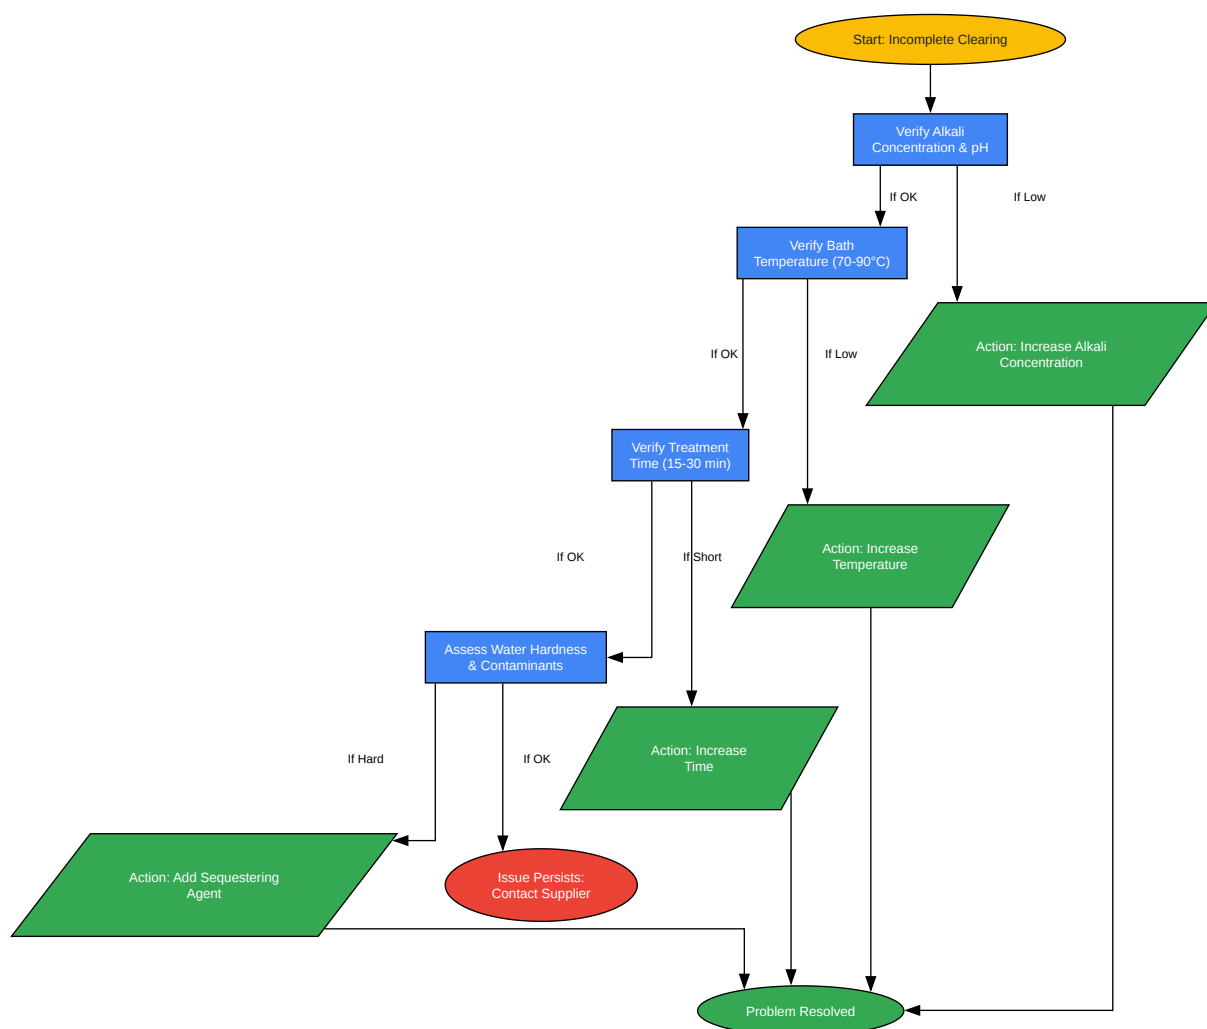 Start: Incomplete Clearing
Verify Alkali
Concentration & pH
If OK
If Low
Verify Bath
Temperature (70-90°C)
If OK
If Low
Action: Increase Alkali
Concentration
Verify Treatment
Time (15-30 min)
If OK
If Short
Action: Increase
Temperature
Assess Water Hardness
& Contaminants
If Hard
If OK
Action: Increase
Time
Action: Add Sequestering
Agent
Issue Persists:
Contact Supplier
Problem Resolved